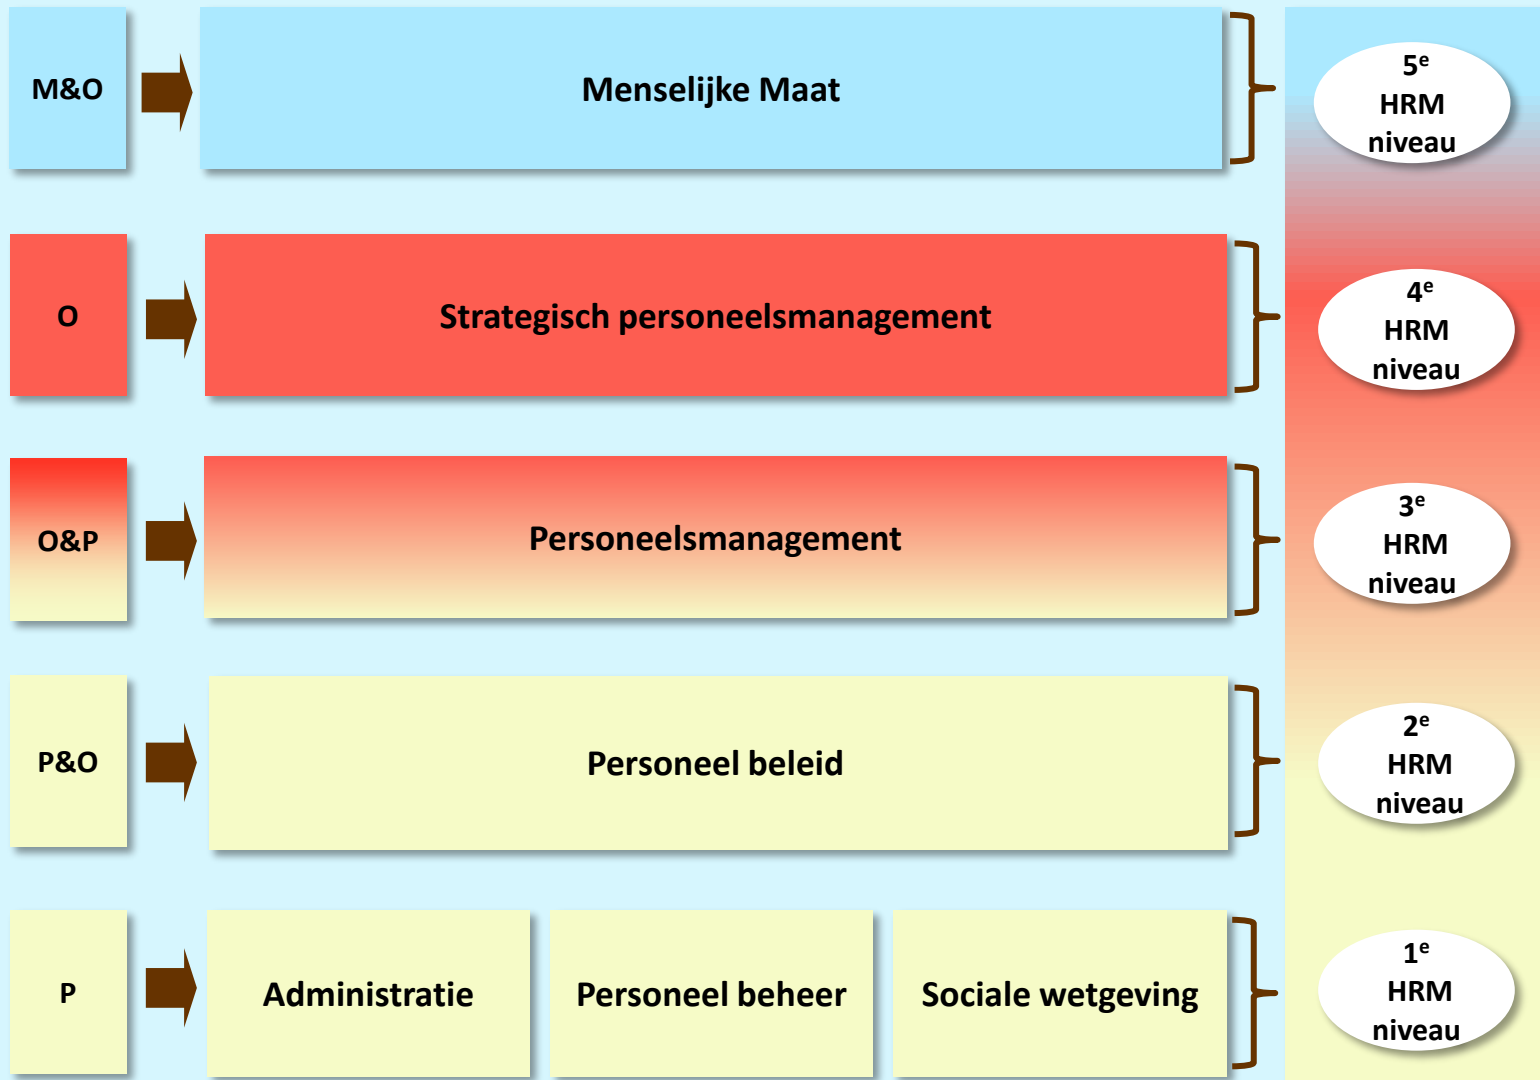 M&O
Menselijke Maat
5e
HRM
niveau
O
Strategisch personeelsmanagement
4e
HRM
niveau
O&P
Personeelsmanagement
3e
HRM
niveau
P&O
Personeel beleid
2e
HRM
niveau
P
Administratie
Personeel beheer
Sociale wetgeving
1e
HRM
niveau